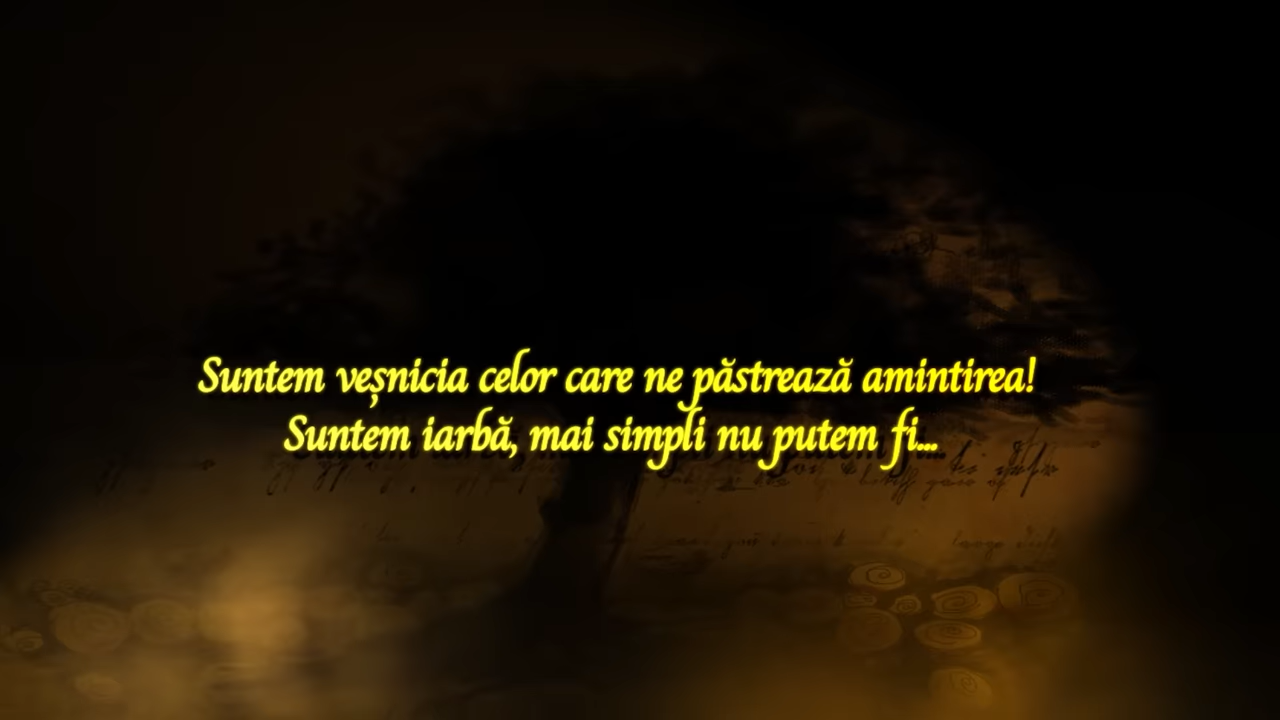 Suntem veșnicia celor care ne păstrează amintirea!
Suntem iarbă, mai simpli nu putem fi...